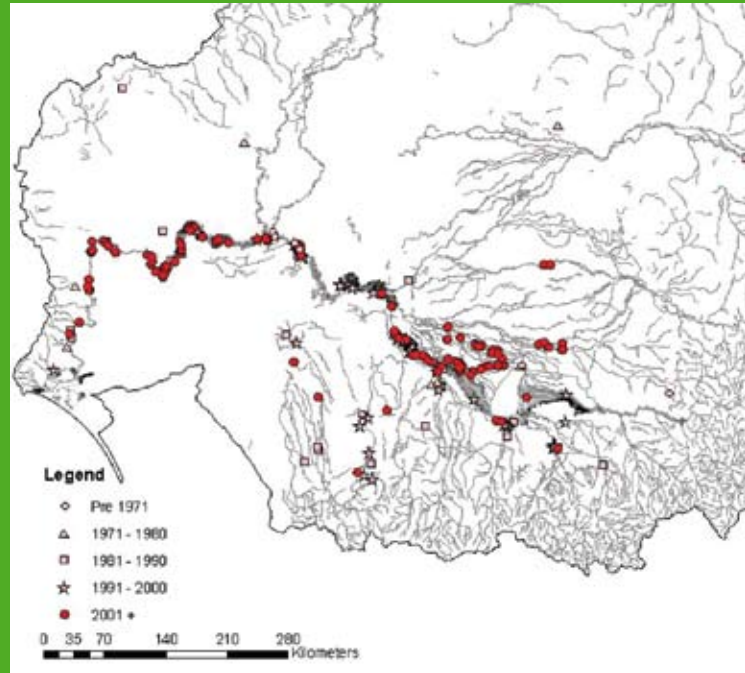 Legend
Pre 1971
1971 - 1980
1981 - 1990
1991 - 2000
2001 +
0 35 70 140 210 280
Kilometers